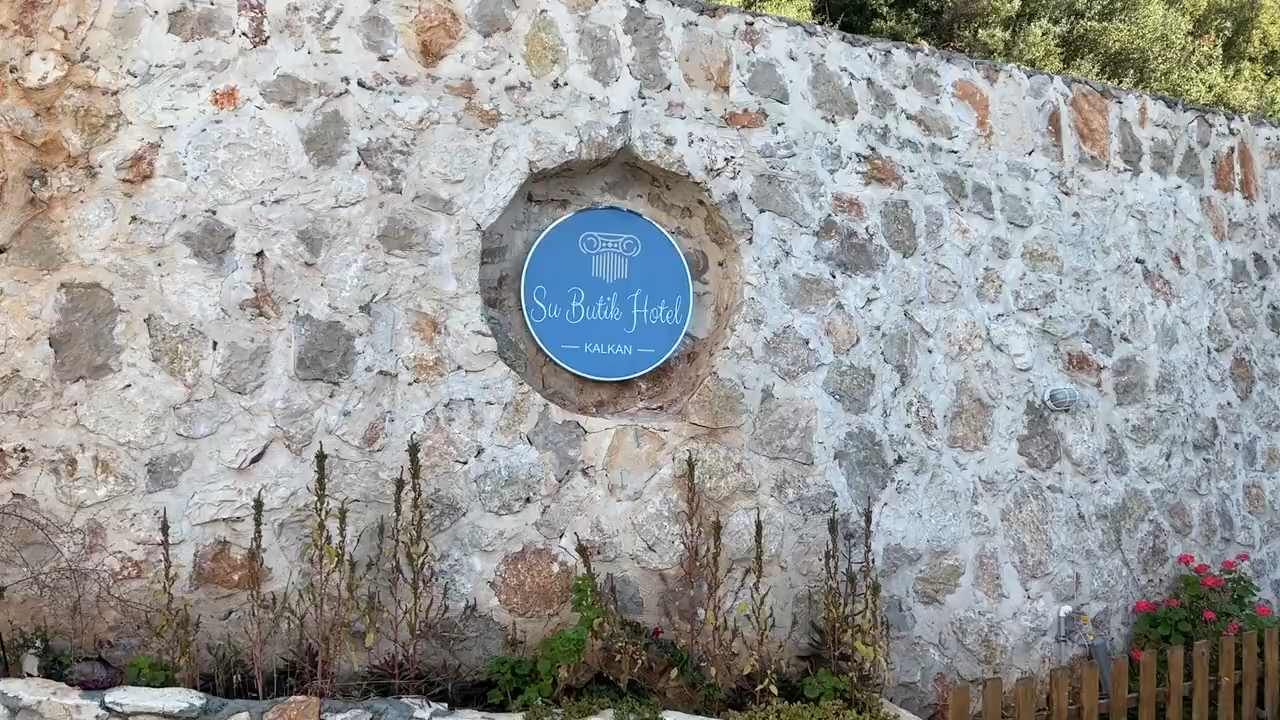 Su Butik Hotel
— KALKAN —